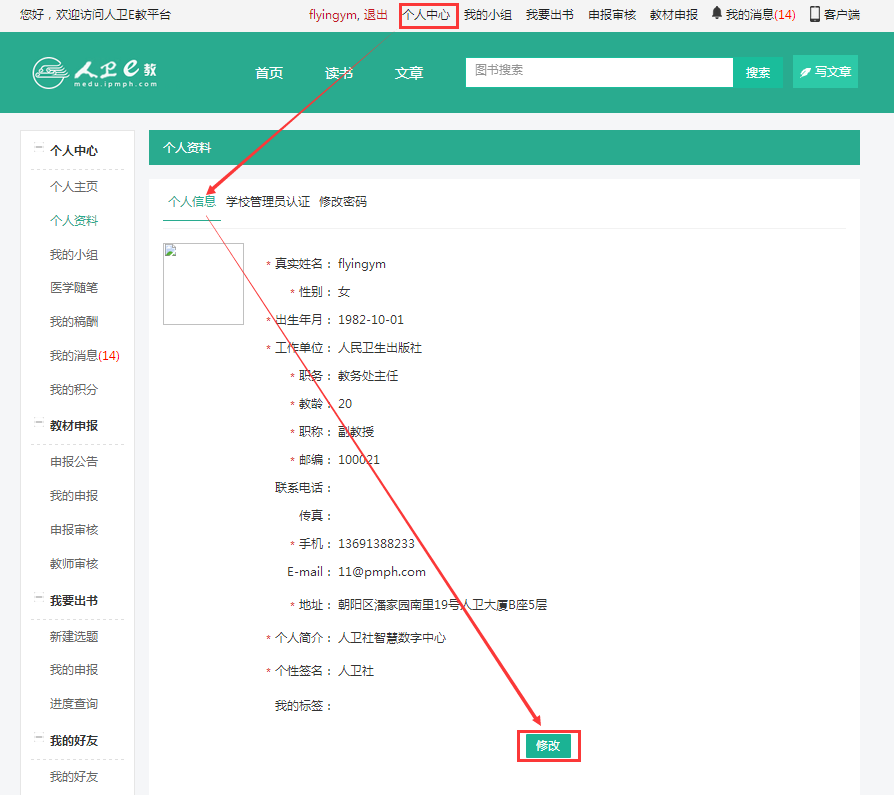 您好，欢迎访问人卫E教平台
flyingym, 退出 个人中心 我的小组 我要出书 申报审核 教材申报 我的消息(14) 客户端
人卫e教
medu.ipmph.com
首页 读书 文章 图书搜索 搜索 写文章
个人中心
个人主页
个人资料
我的小组
医学随笔
我的稿酬
我的消息(14)
我的积分
教材申报
申报公告
我的申报
申报审核
教师审核
我要出书
新建选题
我的申报
进度查询
我的好友
我的好友
个人资料
个人信息 学校管理员认证 修改密码
* 真实姓名： flyingym
* 性别： 女
* 出生年月： 1982-10-01
* 工作单位： 人民卫生出版社
* 职务： 教务处主任
* 教龄： 20
* 职称： 副教授
* 邮编： 100021
联系电话：
传真：
* 手机： 13691388233
E-mail： 11@pmph.com
* 地址： 朝阳区潘家园南里19号人卫大厦B座5层
* 个人简介： 人卫社智慧数字中心
* 个性签名： 人卫社
我的标签：
修改